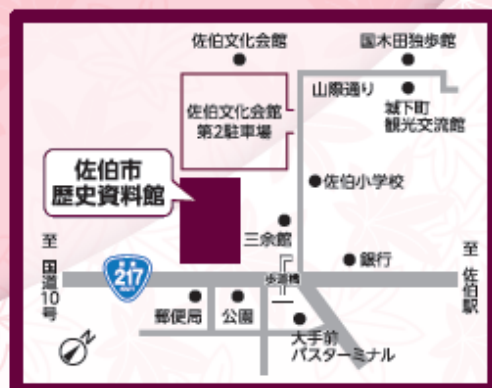 佐伯文化会館
国木田独歩館
山際通り
城下町
観光交流館
佐伯文化会館
第2駐車場
佐伯市
歴史資料館
佐伯小学校
三余館
銀行
至
国道10号
217
歩道橋
至
佐伯駅
郵便局
公園
大手前
バスターミナル